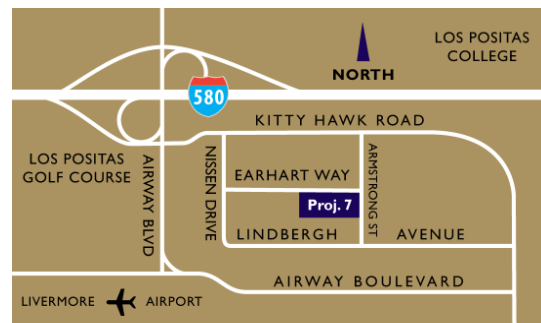 LOS POSITAS
COLLEGE
NORTH
580
KITTY HAWK ROAD
LOS POSITAS
GOLF COURSE
AIRWAY BLVD
NISSEN DRIVE
EARHART WAY
ARMSTRONG ST
Proj. 7
LINDBERGH AVENUE
AIRWAY BOULEVARD
LIVERMORE AIRPORT